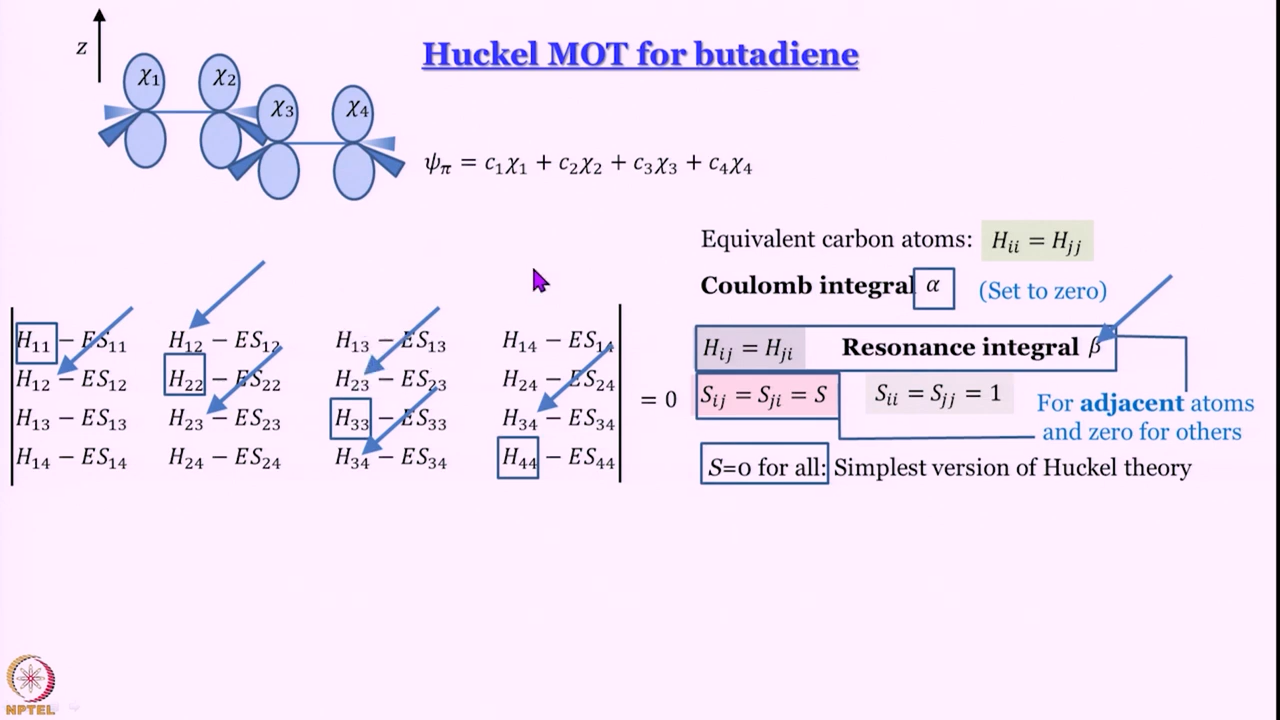 Huckel MOT for butadiene
z
χ₁ χ₂ χ₃ χ₄
ψ_π = c₁χ₁ + c₂χ₂ + c₃χ₃ + c₄χ₄
Equivalent carbon atoms: H_ii = H_jj
Coulomb integral α (Set to zero)
H₁₁ − ES₁₁ H₁₂ − ES₁₂ H₁₃ − ES₁₃ H₁₄ − ES₁₄
H₁₂ − ES₁₂ H₂₂ − ES₂₂ H₂₃ − ES₂₃ H₂₄ − ES₂₄
H₁₃ − ES₁₃ H₂₃ − ES₂₃ H₃₃ − ES₃₃ H₃₄ − ES₃₄
H₁₄ − ES₁₄ H₂₄ − ES₂₄ H₃₄ − ES₃₄ H₄₄ − ES₄₄
= 0
H_ij = H_ji Resonance integral β
S_ij = S_ji = S S_ii = S_jj = 1
For adjacent atoms
and zero for others
S=0 for all: Simplest version of Huckel theory
NPTEL